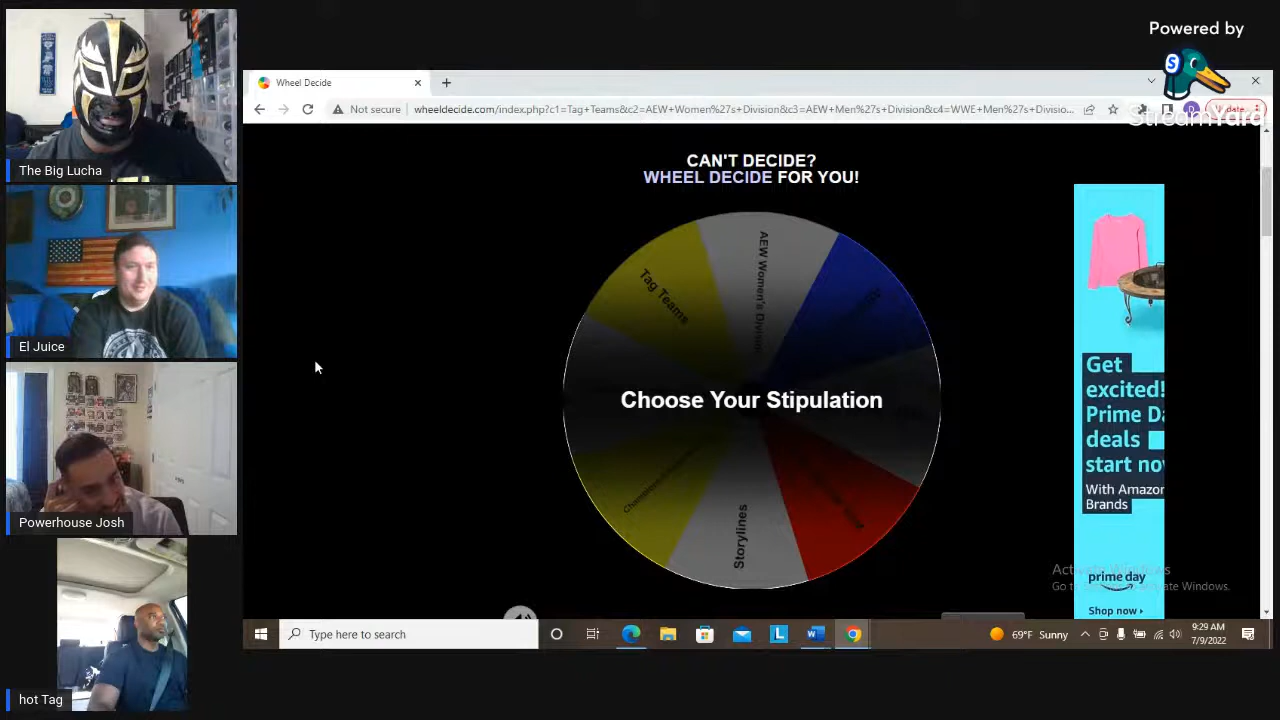 Powered by
StreamYard
The Big Lucha
El Juice
Powerhouse Josh
hot Tag
Wheel Decide
Not secure
wheeldecide.com/index.php?c1=Tag+Teams&c2=AEW+Women%27s+Division&c3=AEW+Men%27s+Division&c4=WWE+Men%27s+Divisio...
CAN'T DECIDE?
WHEEL DECIDE FOR YOU!
Tag Teams
AEW Women's Division
Choose Your Stipulation
Storylines
Get
excited!
Prime Da
deals
start now
With Amazon
Brands
prime day
Shop now ›
Activate Windows
Type here to search
69°F Sunny
9:29 AM
7/9/2022